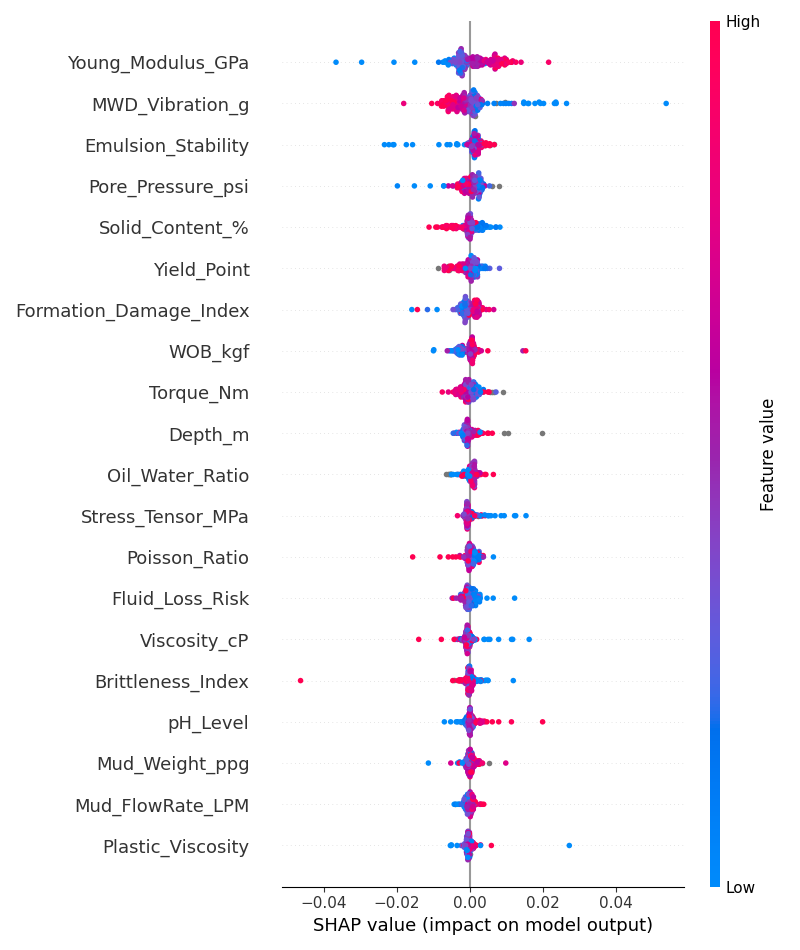 High
Young_Modulus_GPa
MWD_Vibration_g
Emulsion_Stability
Pore_Pressure_psi
Solid_Content_%
Yield_Point
Formation_Damage_Index
WOB_kgf
Torque_Nm
Depth_m
Oil_Water_Ratio
Stress_Tensor_MPa
Poisson_Ratio
Fluid_Loss_Risk
Viscosity_cP
Brittleness_Index
pH_Level
Mud_Weight_ppg
Mud_FlowRate_LPM
Plastic_Viscosity
Feature value
Low
−0.04 −0.02 0.00 0.02 0.04
SHAP value (impact on model output)